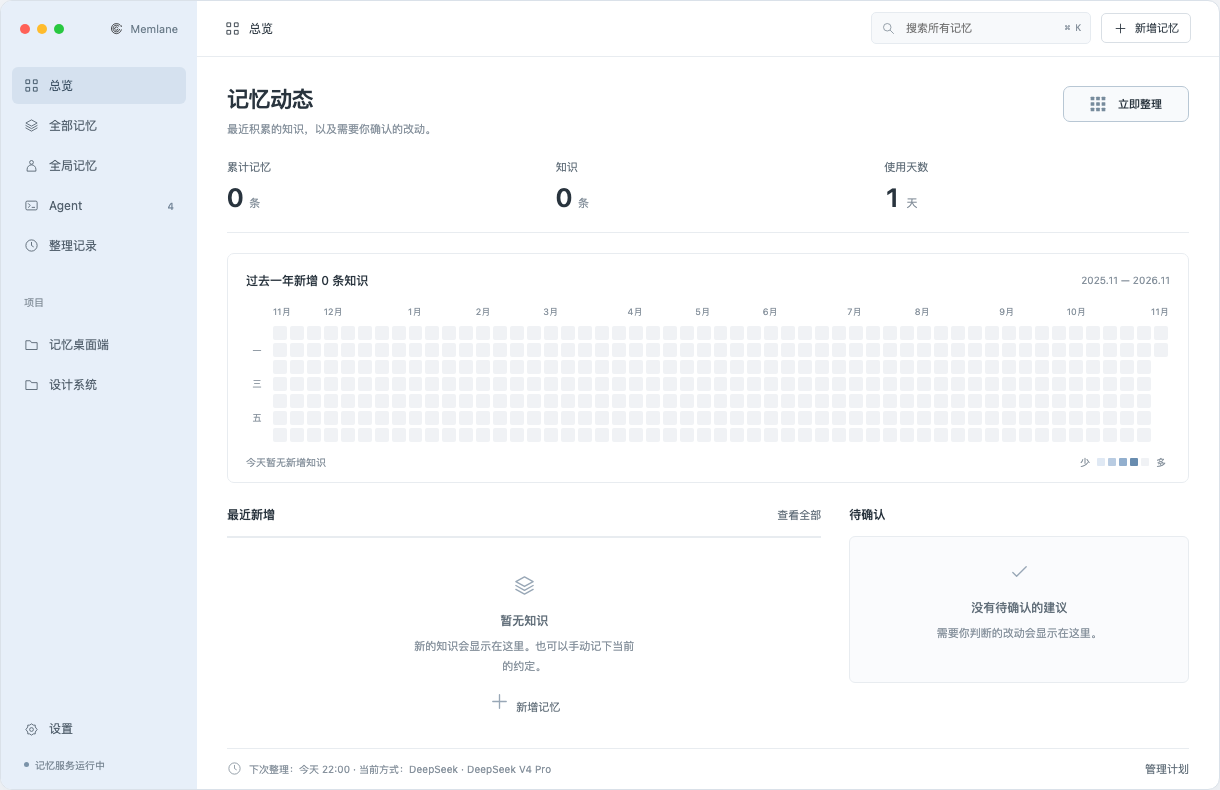 Memlane
总览
全部记忆
全局记忆
Agent 4
整理记录
项目
记忆桌面端
设计系统
设置
记忆服务运行中
总览
搜索所有记忆 ⌘ K
新增记忆
记忆动态
最近积累的知识，以及需要你确认的改动。
立即整理
累计记忆
0 条
知识
0 条
使用天数
1 天
过去一年新增 0 条知识
2025.11 — 2026.11
11月 12月 1月 2月 3月 4月 5月 6月 7月 8月 9月 10月 11月
一
三
五
今天暂无新增知识
少 多
最近新增
查看全部
暂无知识
新的知识会显示在这里。也可以手动记下当前
的约定。
新增记忆
待确认
没有待确认的建议
需要你判断的改动会显示在这里。
下次整理：今天 22:00 · 当前方式：DeepSeek · DeepSeek V4 Pro
管理计划